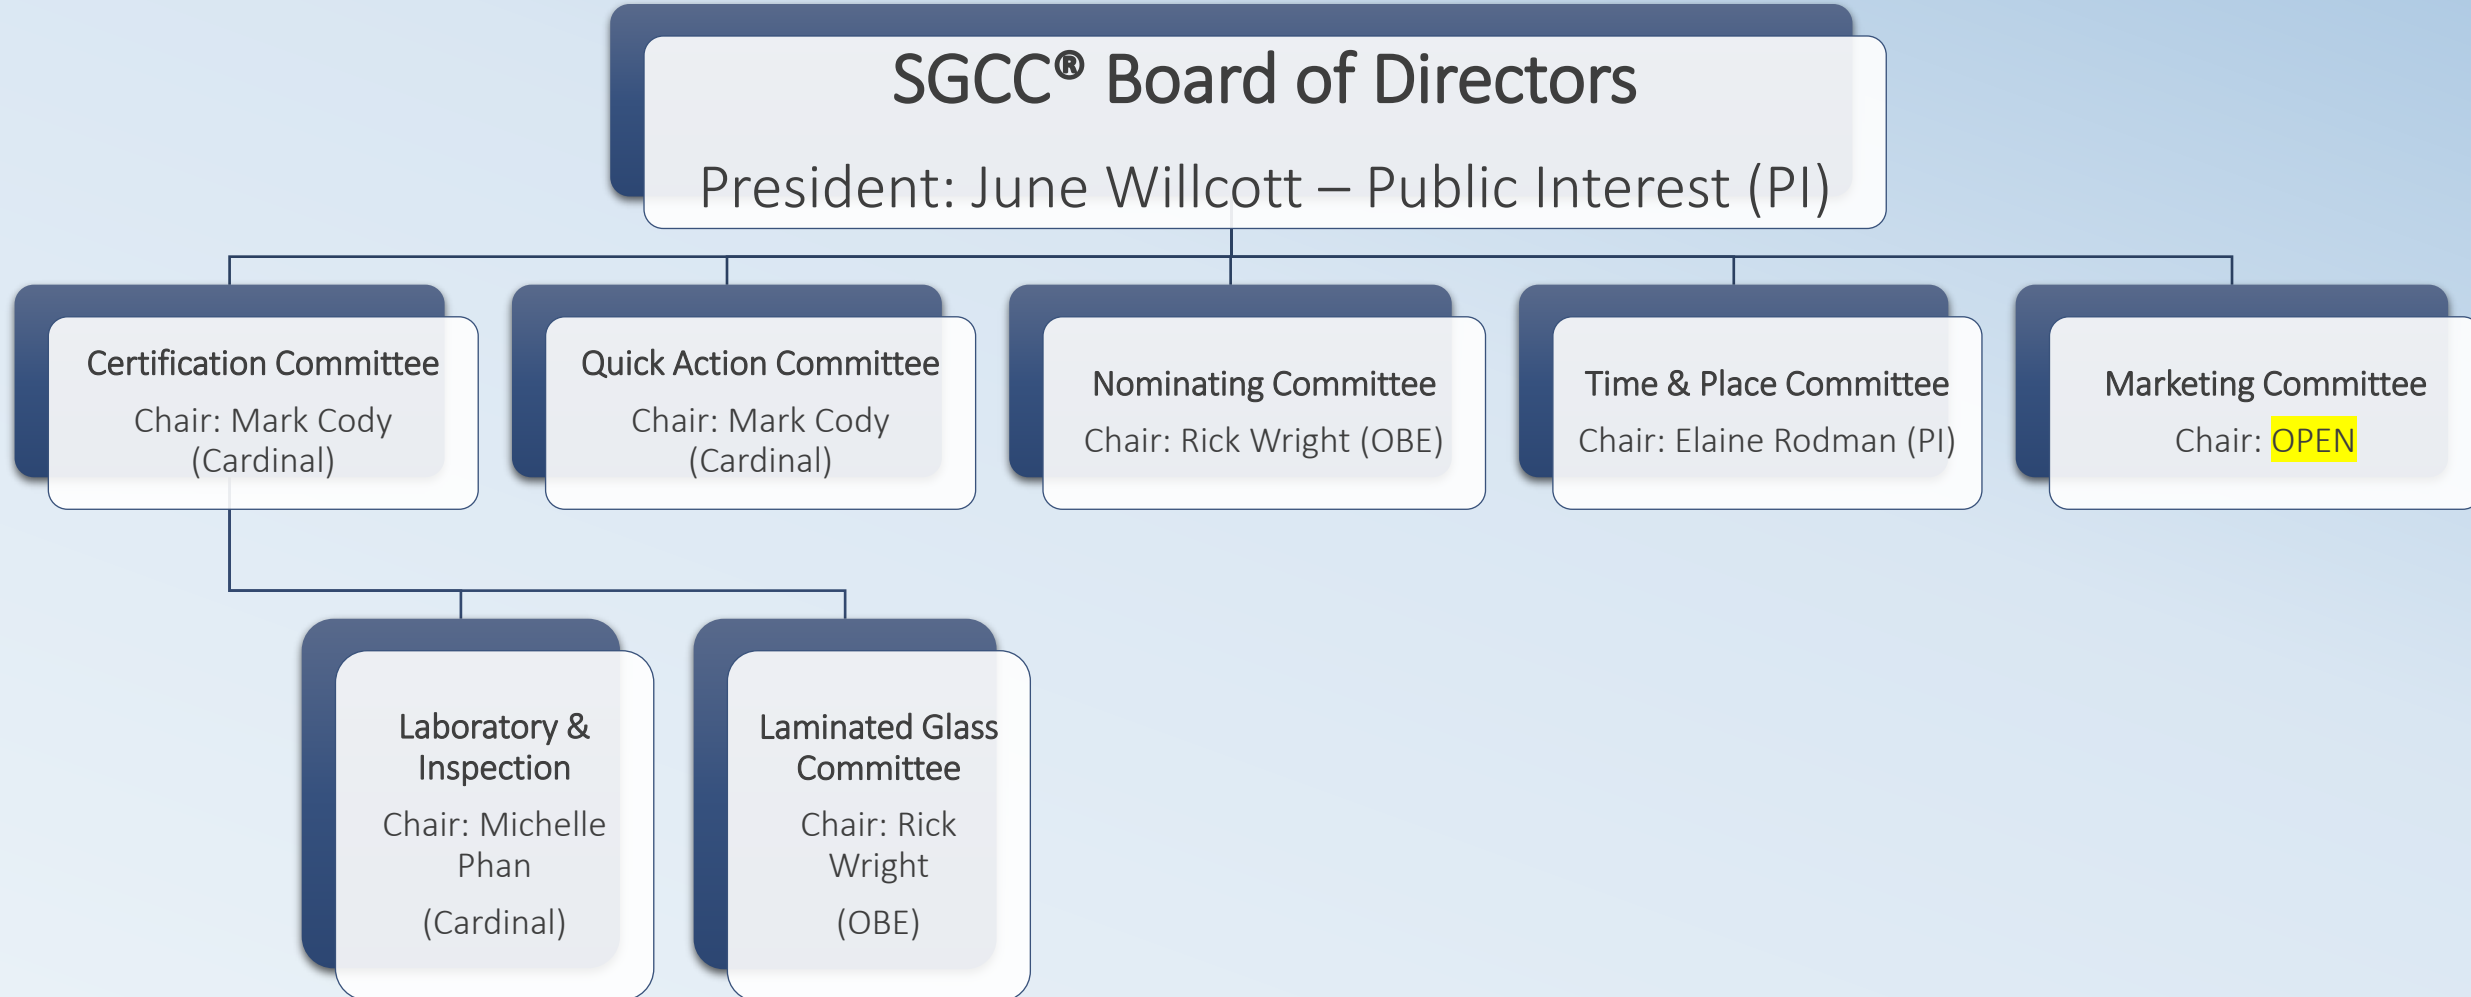 SGCC® Board of Directors
President: June Willcott – Public Interest (PI)
Certification Committee
Chair: Mark Cody
(Cardinal)
Quick Action Committee
Chair: Mark Cody
(Cardinal)
Nominating Committee
Chair: Rick Wright (OBE)
Time & Place Committee
Chair: Elaine Rodman (PI)
Marketing Committee
Chair: OPEN
Laboratory &
Inspection
Chair: Michelle
Phan
(Cardinal)
Laminated Glass
Committee
Chair: Rick
Wright
(OBE)